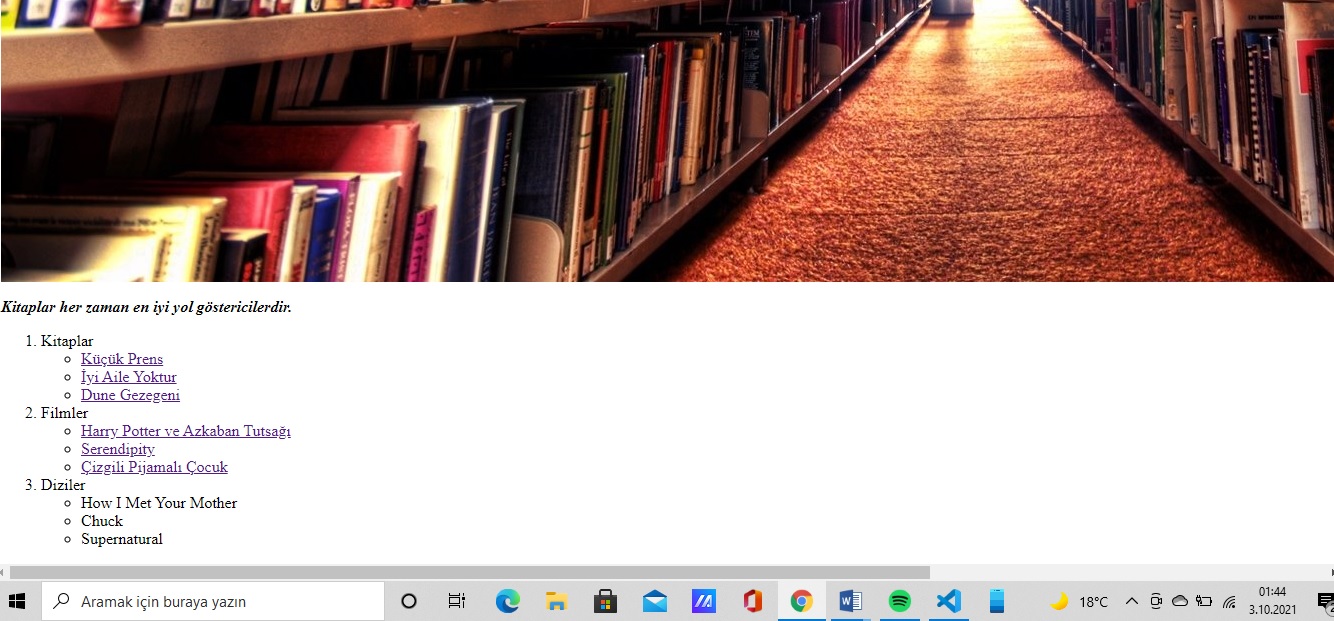 Kitaplar her zaman en iyi yol göstericilerdir.
1. Kitaplar
Küçük Prens
İyi Aile Yoktur
Dune Gezegeni
2. Filmler
Harry Potter ve Azkaban Tutsağı
Serendipity
Çizgili Pijamalı Çocuk
3. Diziler
How I Met Your Mother
Chuck
Supernatural
Aramak için buraya yazın
18°C
01:44
3.10.2021